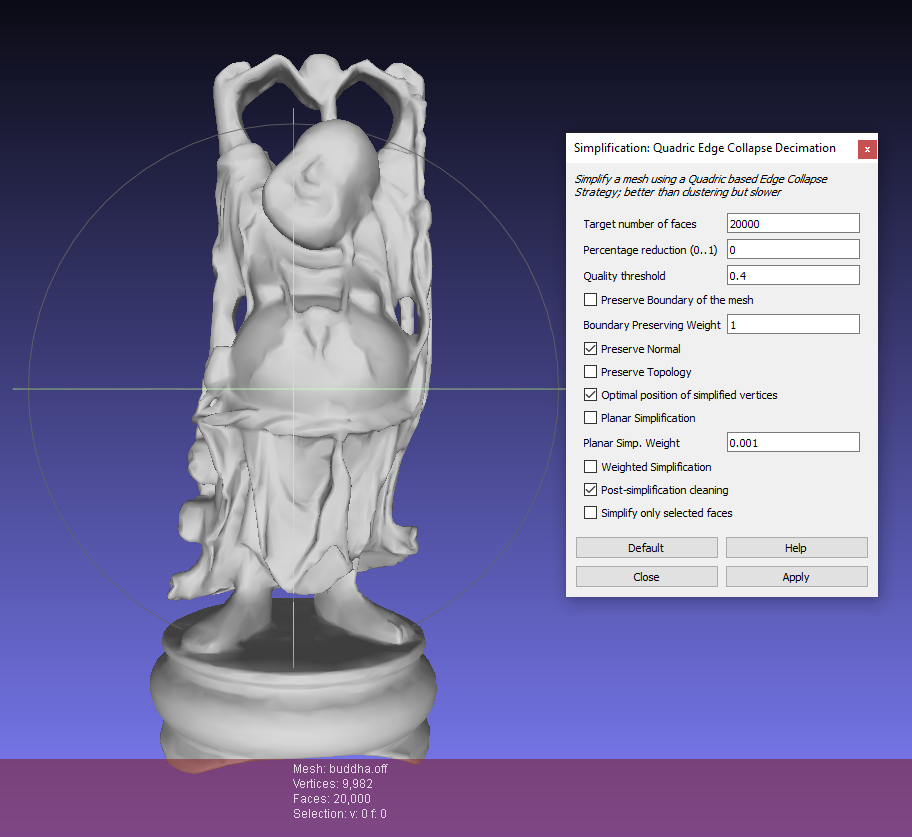 Simplification: Quadric Edge Collapse Decimation
x
Simplify a mesh using a Quadric based Edge Collapse
Strategy; better than clustering but slower
Target number of faces 20000
Percentage reduction (0..1) 0
Quality threshold 0.4
Preserve Boundary of the mesh
Boundary Preserving Weight 1
Preserve Normal
Preserve Topology
Optimal position of simplified vertices
Planar Simplification
Planar Simp. Weight 0.001
Weighted Simplification
Post-simplification cleaning
Simplify only selected faces
Default Help
Close Apply
Mesh: buddha.off
Vertices: 9,982
Faces: 20,000
Selection: v: 0 f: 0